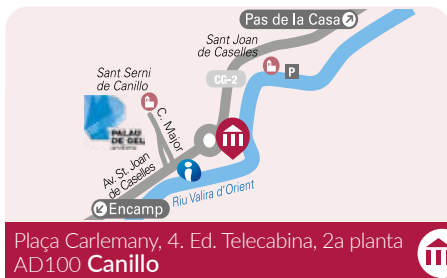 Pas de la Casa
Sant Joan
de Caselles
CG-2
P
Sant Serni
de Canillo
C. Major
PALAU
DE GEL
Av. St. Joan
de Caselles
Riu Valira d'Orient
Encamp
Plaça Carlemany, 4. Ed. Telecabina, 2a planta
AD100 Canillo